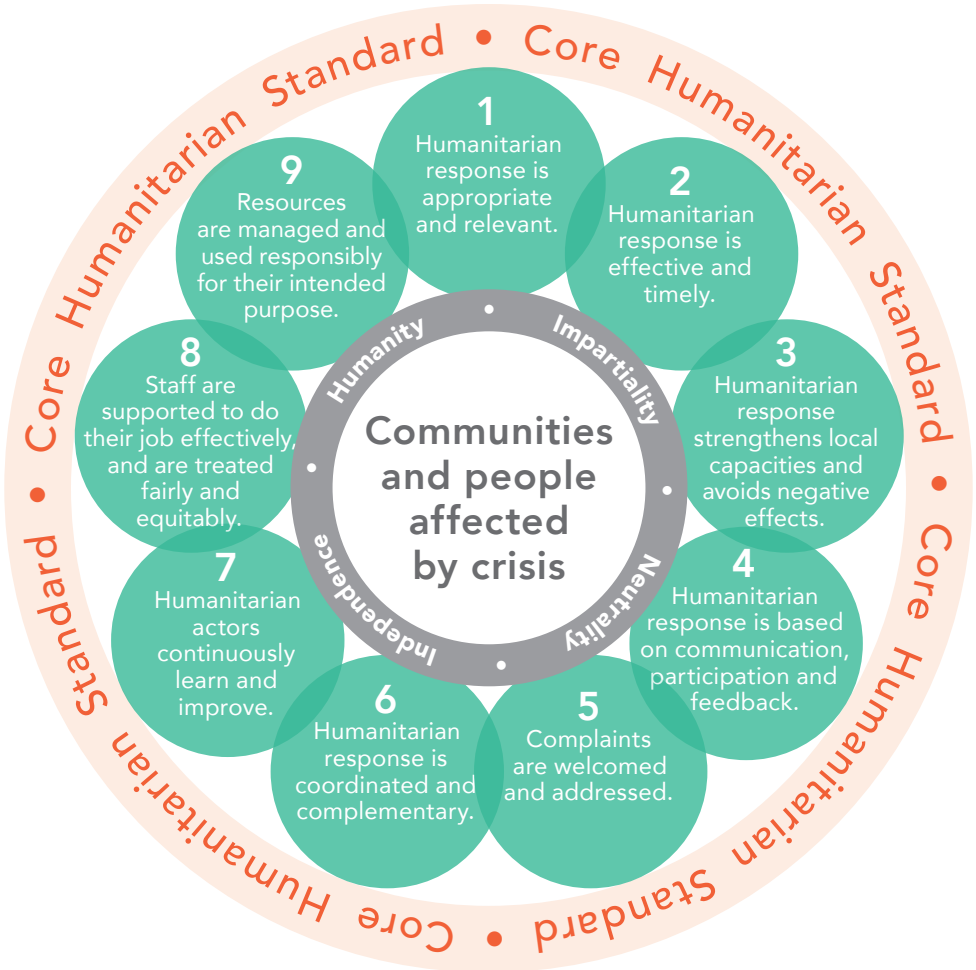 Core Humanitarian Standard • Core Humanitarian Standard • Core Humanitarian Standard • Core Humanitarian Standard •
1
Humanitarian
response is
appropriate
and relevant.
2
Humanitarian
response is
effective and
timely.
3
Humanitarian
response
strengthens local
capacities and
avoids negative
effects.
4
Humanitarian
response is based
on communication,
participation and
feedback.
5
Complaints
are welcomed
and addressed.
6
Humanitarian
response is
coordinated and
complementary.
7
Humanitarian
actors
continuously
learn and
improve.
8
Staff are
supported to do
their job effectively,
and are treated
fairly and
equitably.
9
Resources
are managed and
used responsibly
for their intended
purpose.
Humanity • Impartiality • Neutrality • Independence •
Communities
and people
affected
by crisis